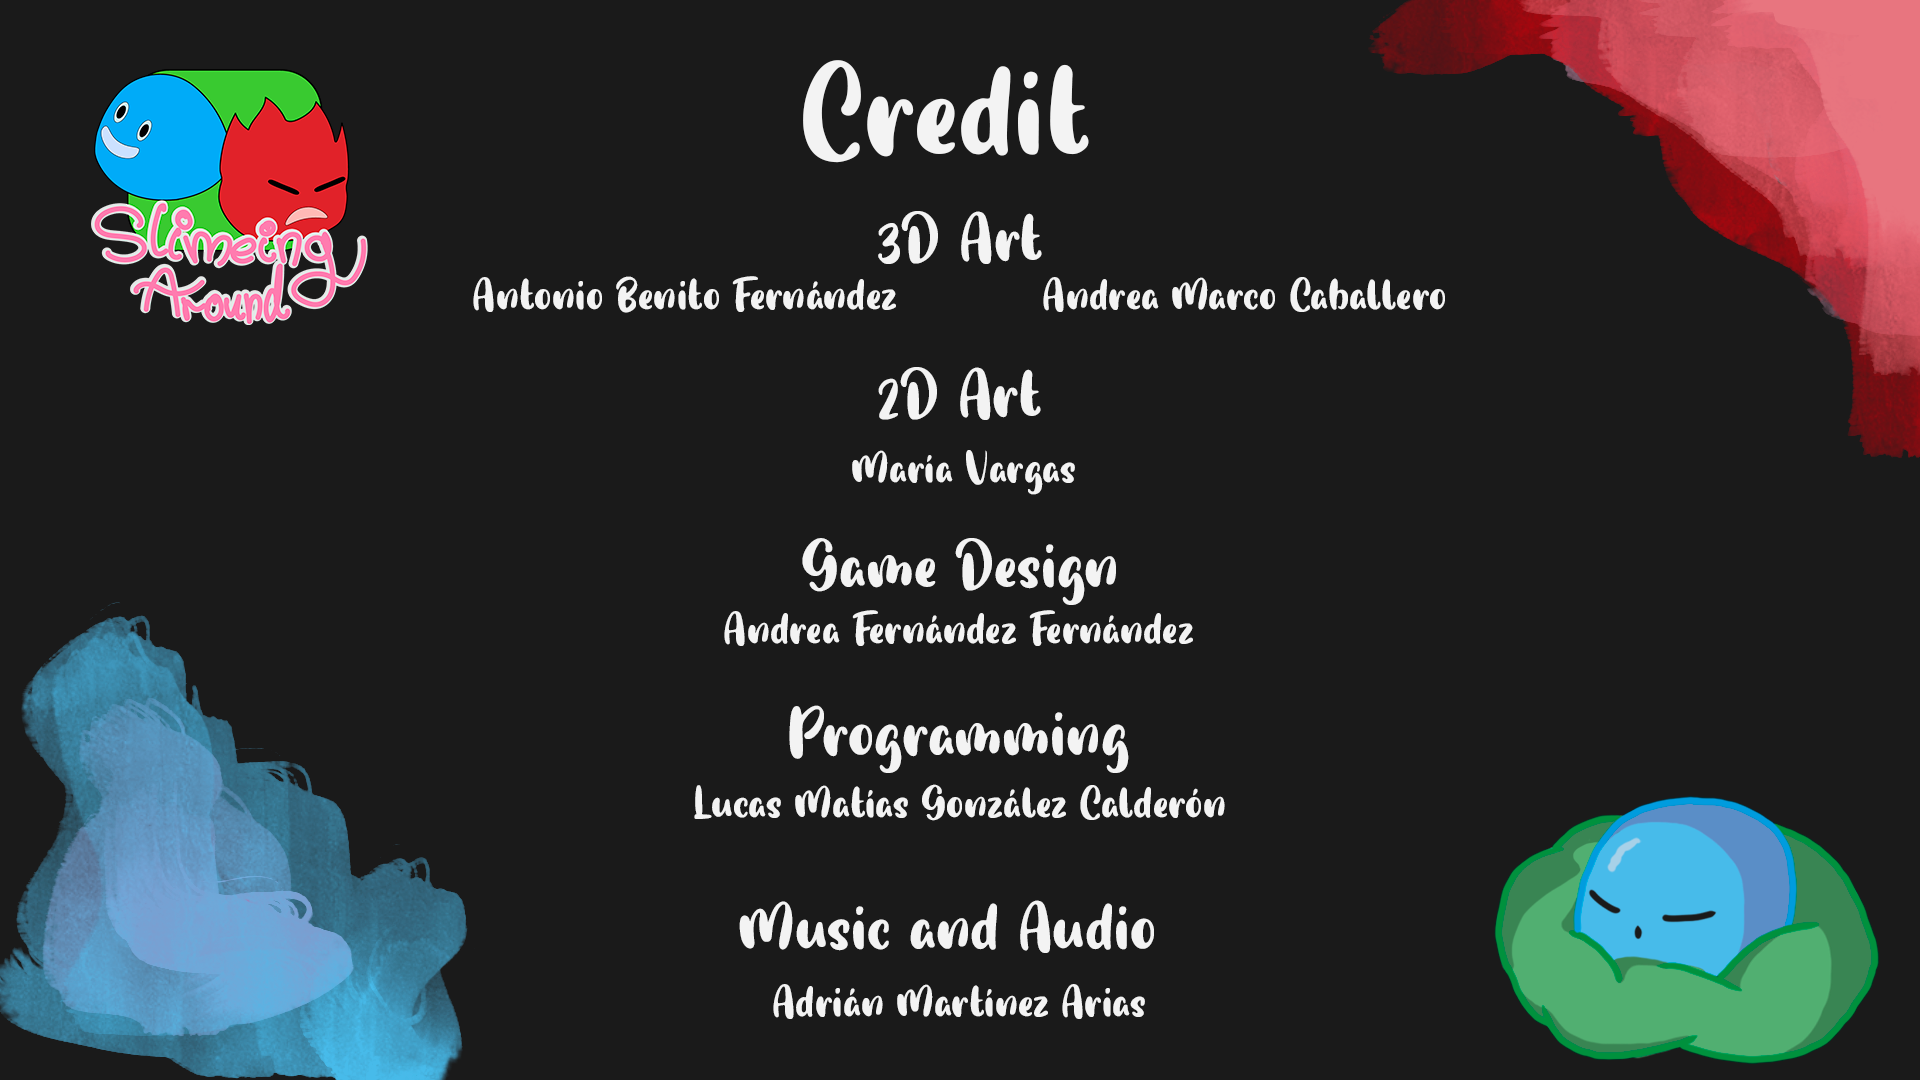 Slimeing
Around
Credit
3D Art
Antonio Benito Fernández Andrea Marco Caballero
2D Art
María Vargas
Game Design
Andrea Fernández Fernández
Programming
Lucas Matías González Calderón
Music and Audio
Adrián Martínez Arias